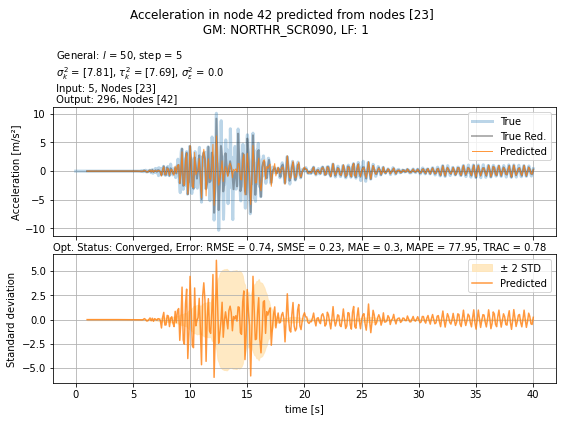 Acceleration in node 42 predicted from nodes [23]
GM: NORTHR_SCR090, LF: 1
General: l = 50, step = 5
σ²ₖ = [7.81], τ²ₖ = [7.69], σ²ₑ = 0.0
Input: 5, Nodes [23]
Output: 296, Nodes [42]
Acceleration [m/s²]
10
5
0
−5
−10
True
True Red.
Predicted
Opt. Status: Converged, Error: RMSE = 0.74, SMSE = 0.23, MAE = 0.3, MAPE = 77.95, TRAC = 0.78
Standard deviation
5.0
2.5
0.0
−2.5
−5.0
± 2 STD
Predicted
0 5 10 15 20 25 30 35 40
time [s]